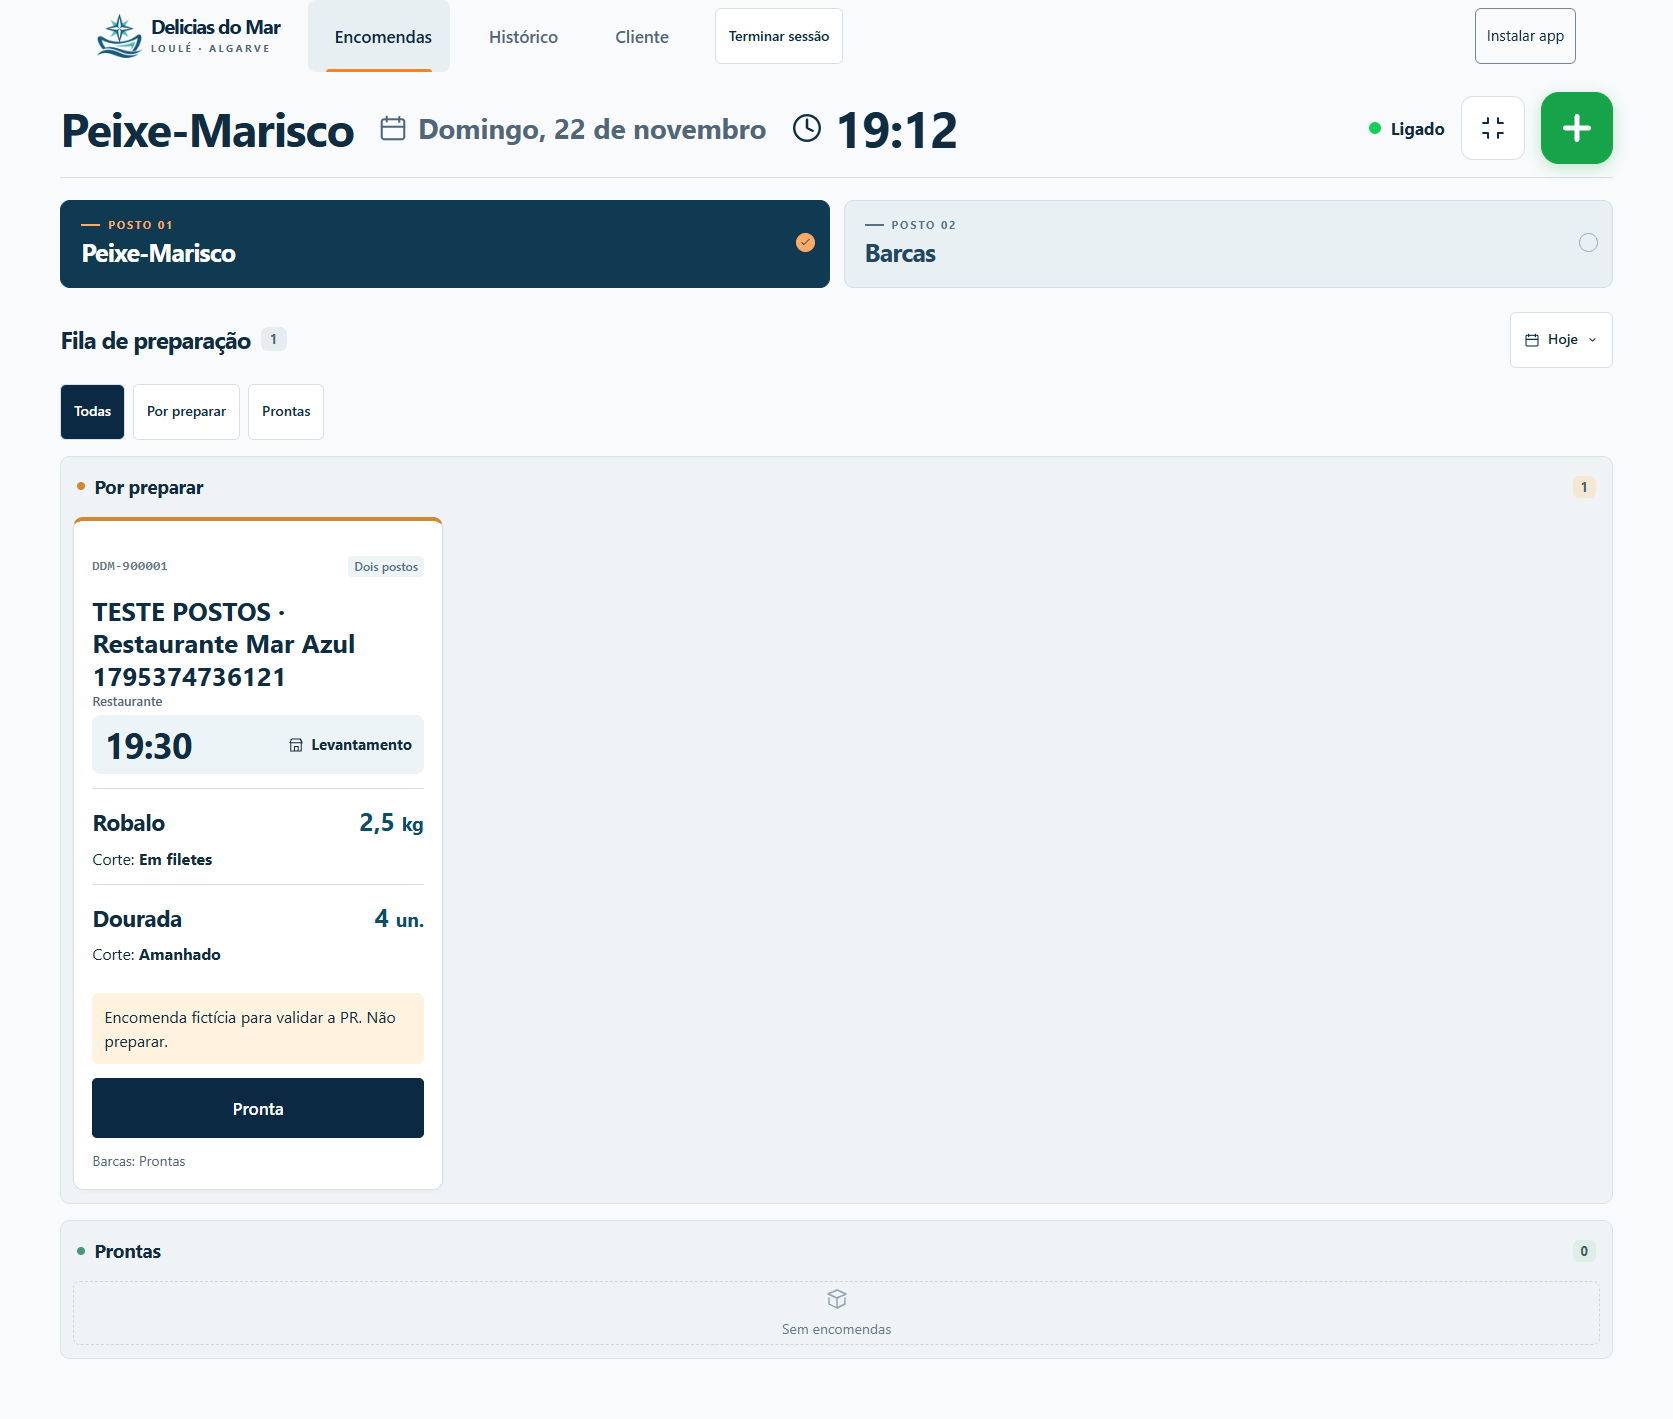 Delicias do Mar
LOULÉ · ALGARVE
Encomendas
Histórico
Cliente
Terminar sessão
Instalar app
Peixe-Marisco
Domingo, 22 de novembro
19:12
Ligado
POSTO 01
Peixe-Marisco
POSTO 02
Barcas
Fila de preparação
1
Hoje
Todas
Por preparar
Prontas
Por preparar
1
DDM-900001
Dois postos
TESTE POSTOS ·
Restaurante Mar Azul
1795374736121
Restaurante
19:30
Levantamento
Robalo
2,5 kg
Corte: Em filetes
Dourada
4 un.
Corte: Amanhado
Encomenda fictícia para validar a PR. Não
preparar.
Pronta
Barcas: Prontas
Prontas
0
Sem encomendas